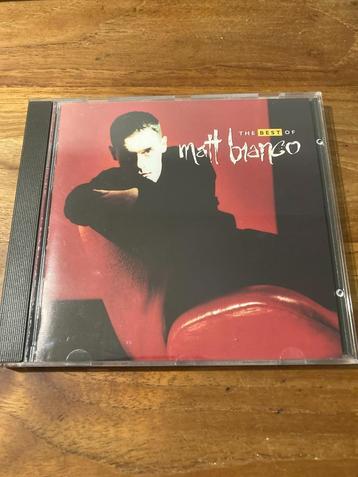 THE BEST OF
matt bianco